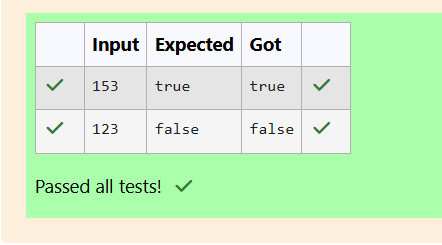 Input Expected Got
153 true true
123 false false
Passed all tests!